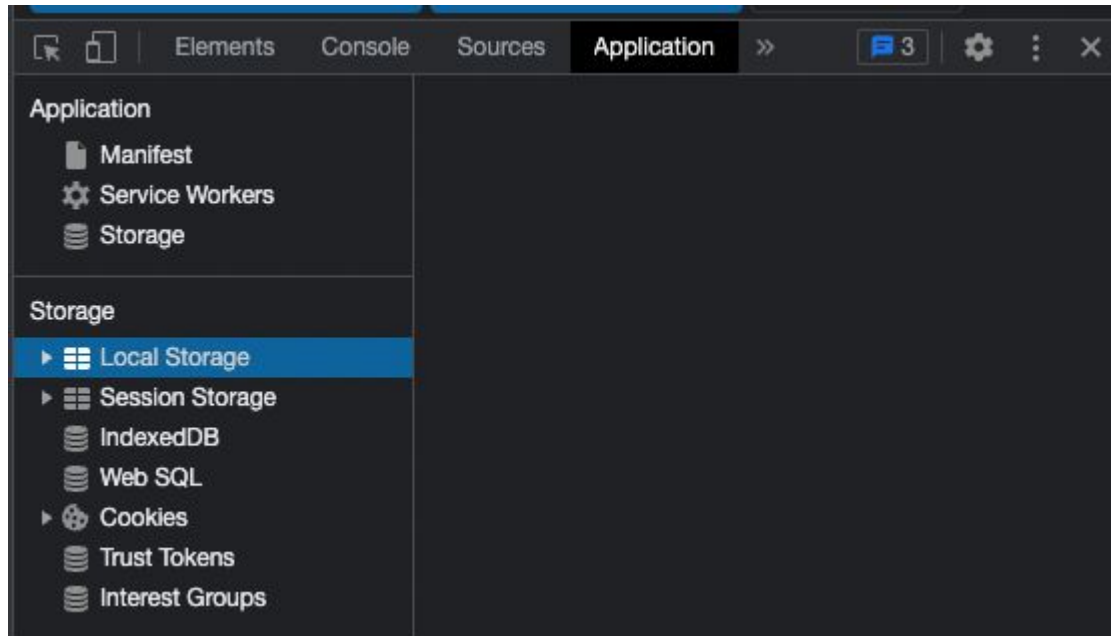 Elements Console Sources Application » 3
Application
Manifest
Service Workers
Storage
Storage
Local Storage
Session Storage
IndexedDB
Web SQL
Cookies
Trust Tokens
Interest Groups